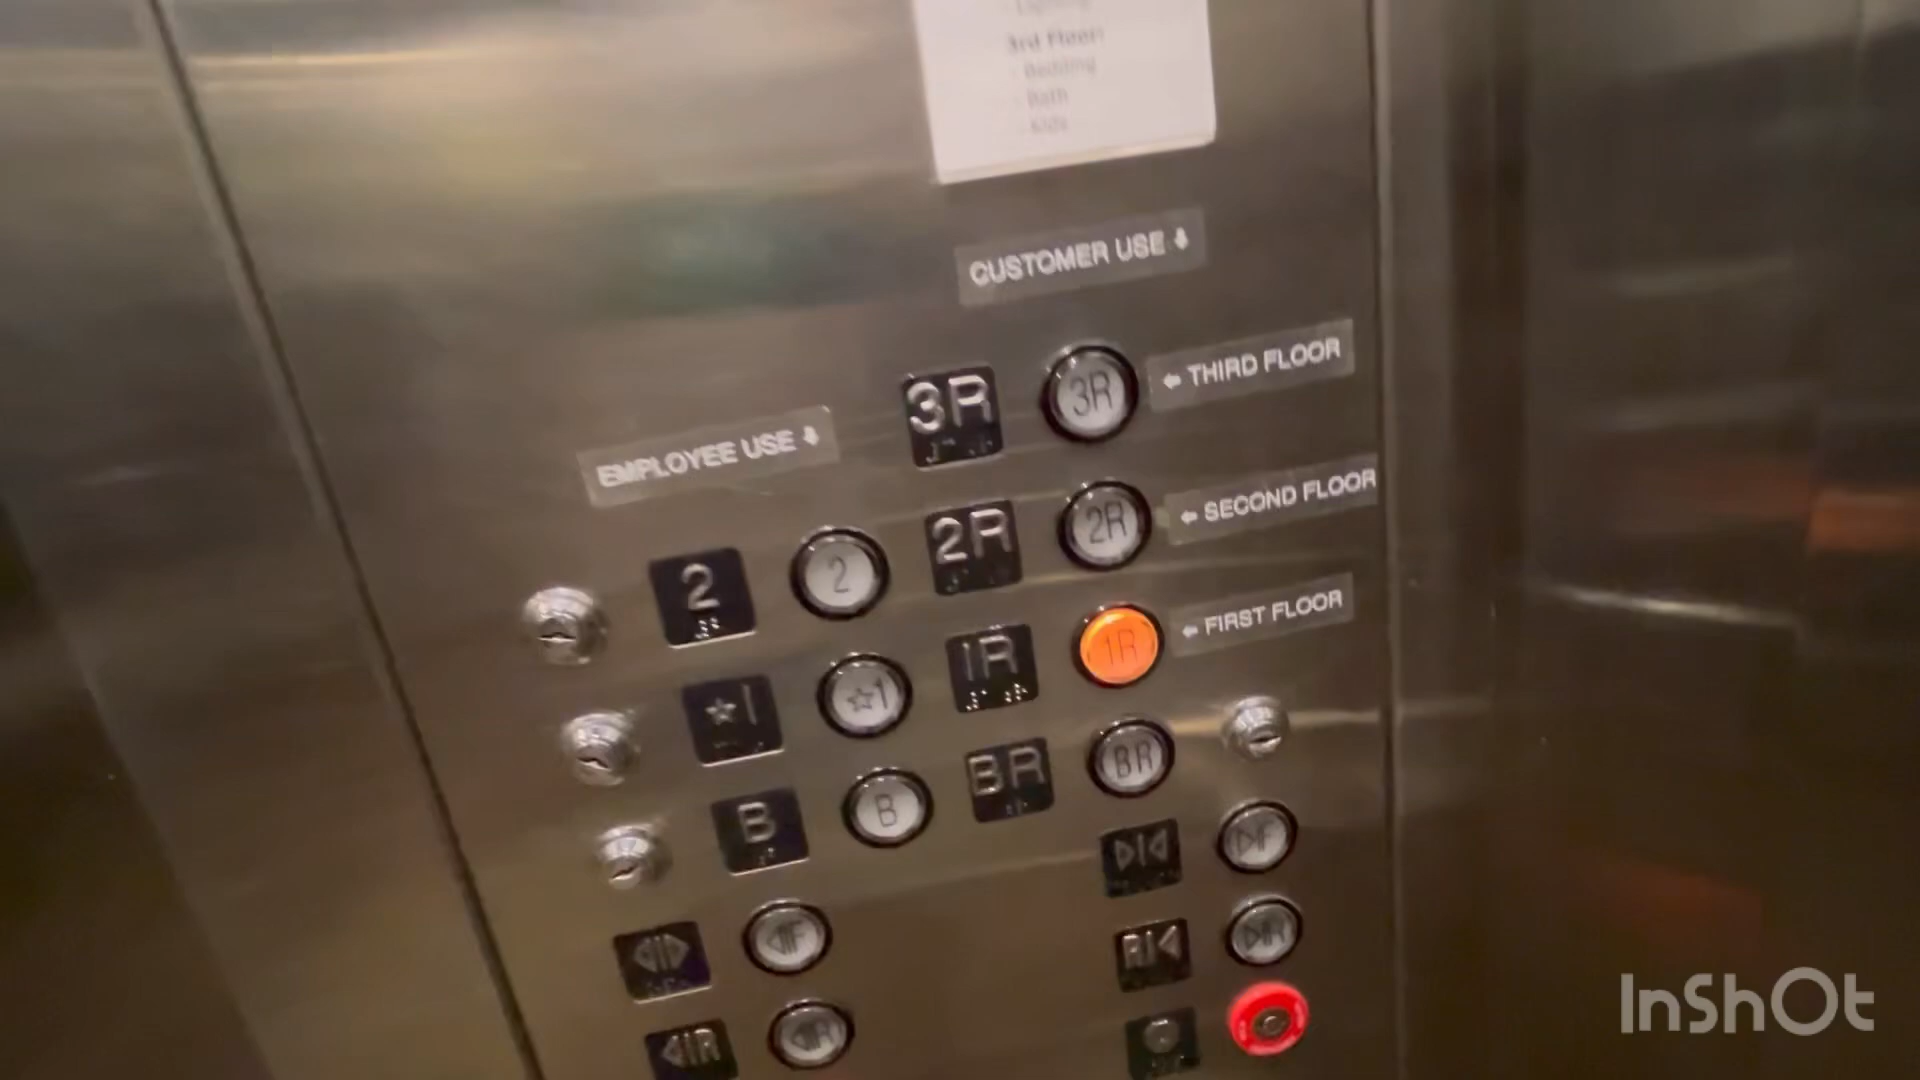 3rd Floor:
- Bedding
- Bath
- Kids
CUSTOMER USE
3R 3R THIRD FLOOR
EMPLOYEE USE
2R 2R SECOND FLOOR
2 2
1R 1R FIRST FLOOR
★1 ☆1
BR BR
B B
InShOt